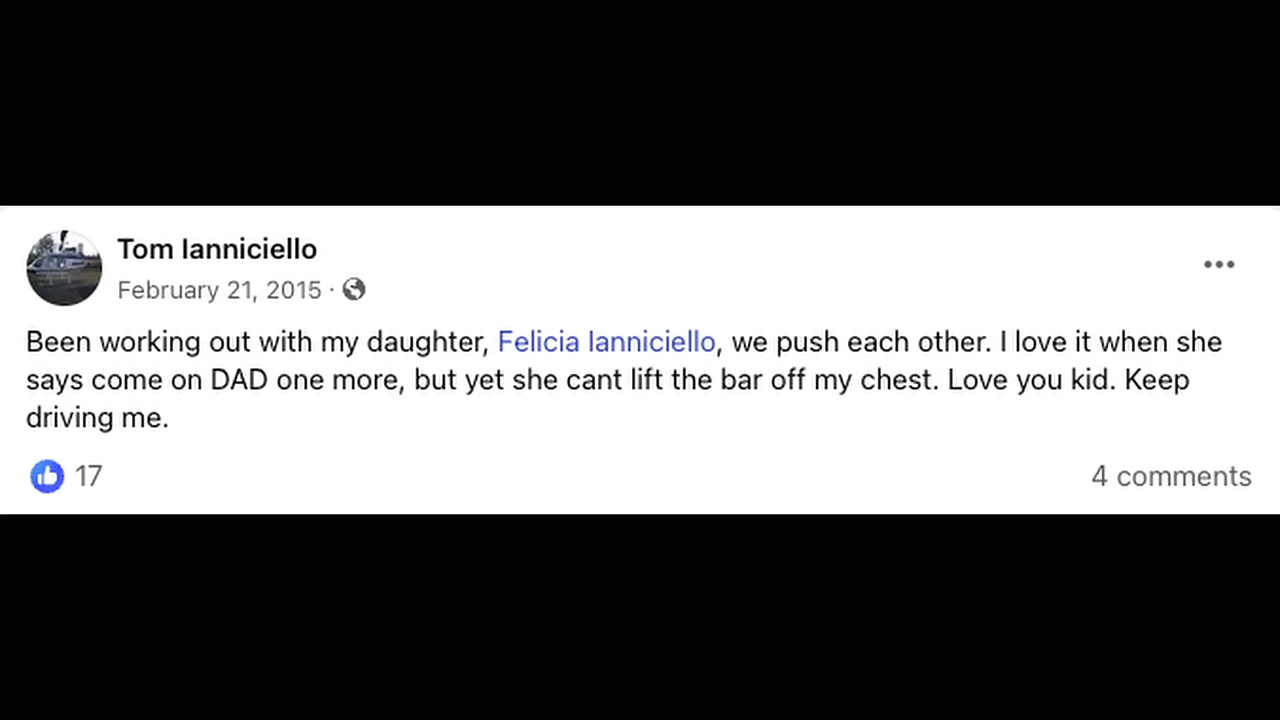 Tom Ianniciello
February 21, 2015 ·
Been working out with my daughter, Felicia Ianniciello, we push each other. I love it when she
says come on DAD one more, but yet she cant lift the bar off my chest. Love you kid. Keep
driving me.
17
4 comments